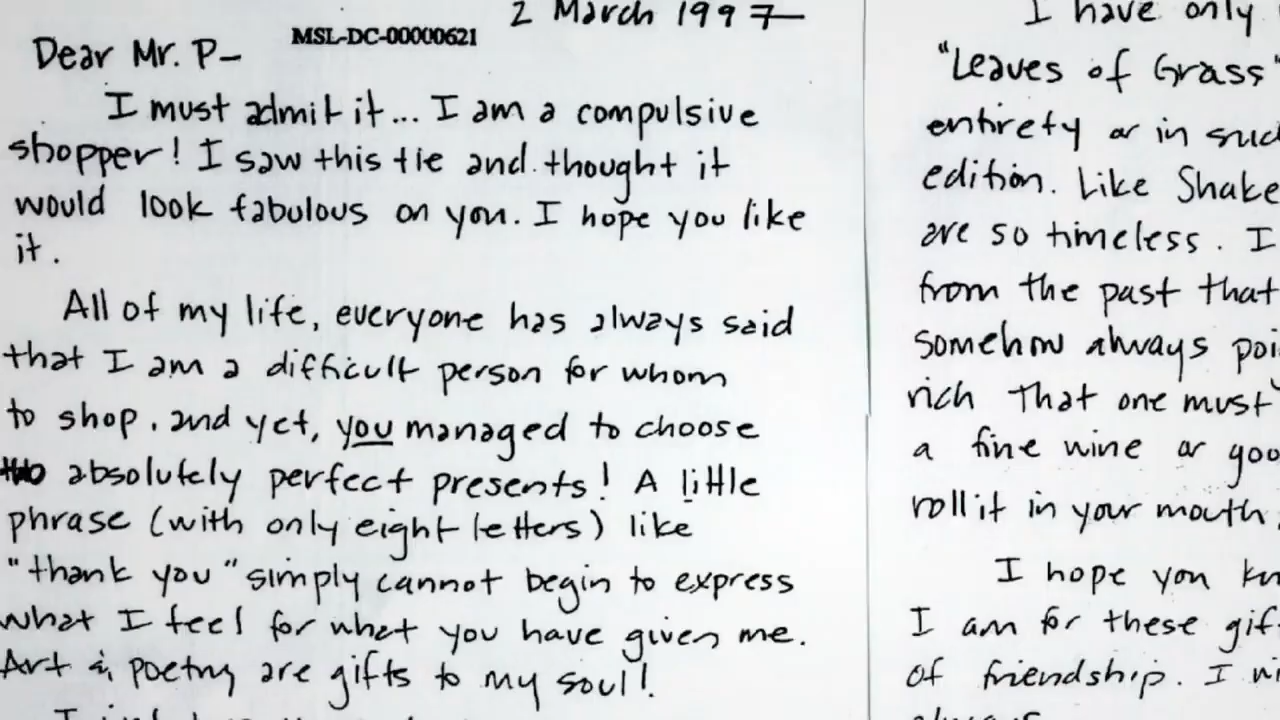 2 March 1997
MSL-DC-00000621
Dear Mr. P-
I must admit it... I am a compulsive
shopper! I saw this tie and thought it
would look fabulous on you. I hope you like
it.
All of my life, everyone has always said
that I am a difficult person for whom
to shop, and yet, you managed to choose
two absolutely perfect presents! A little
phrase (with only eight letters) like
"thank you" simply cannot begin to express
what I feel for what you have given me.
Art & poetry are gifts to my soul!
I have only
"Leaves of Grass"
entirety or in
edition. Like
are so timeless. I
from the past that
somehow always
rich that one must
a fine wine or
roll it in your mouth.
I hope you
I am for these
of friendship. I
always